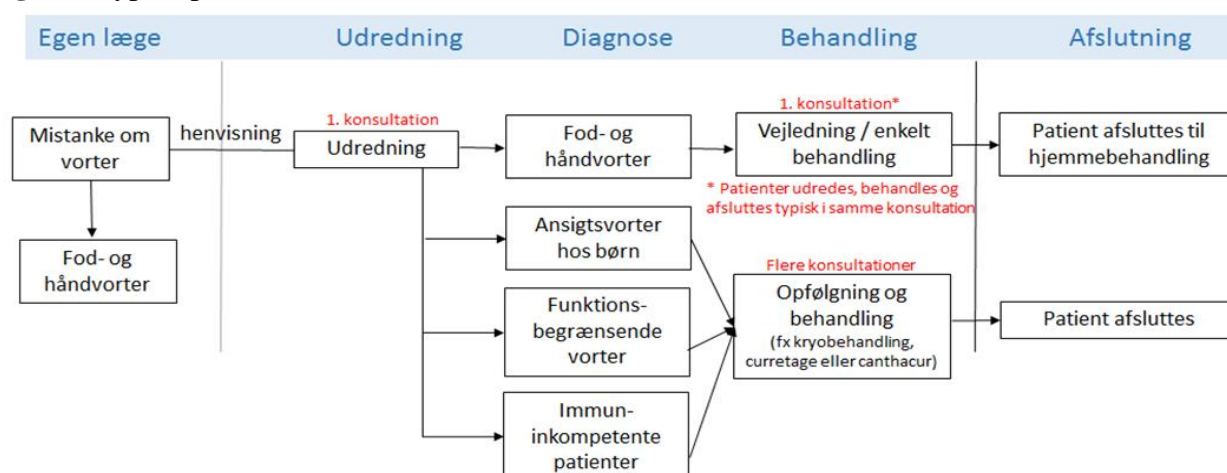 Egen læge
Udredning
Diagnose
Behandling
Afslutning
Mistanke om
vorter
henvisning
Fod- og
håndvorter
1. konsultation
Udredning
Fod- og
håndvorter
Ansigtsvorter
hos børn
Funktions-
begrænsende
vorter
Immun-
inkompetente
patienter
1. konsultation*
Vejledning / enkelt
behandling
* Patienter udredes, behandles og
afsluttes typisk i samme konsultation
Flere konsultationer
Opfølgning og
behandling
(fx kryobehandling,
curretage eller canthacur)
Patient afsluttes til
hjemmebehandling
Patient afsluttes